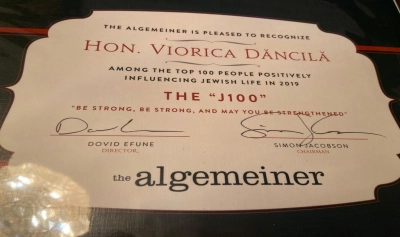 THE ALGEMEINER IS PLEASED TO RECOGNIZE
HON. VIORICA DĂNCILĂ
AMONG THE TOP 100 PEOPLE POSITIVELY
INFLUENCING JEWISH LIFE IN 2019
THE "J100"
"BE STRONG, BE STRONG, AND MAY YOU BE STRENGTHENED"
DOVID EFUNE
DIRECTOR,
SIMON JACOBSON
CHAIRMAN
the algemeiner